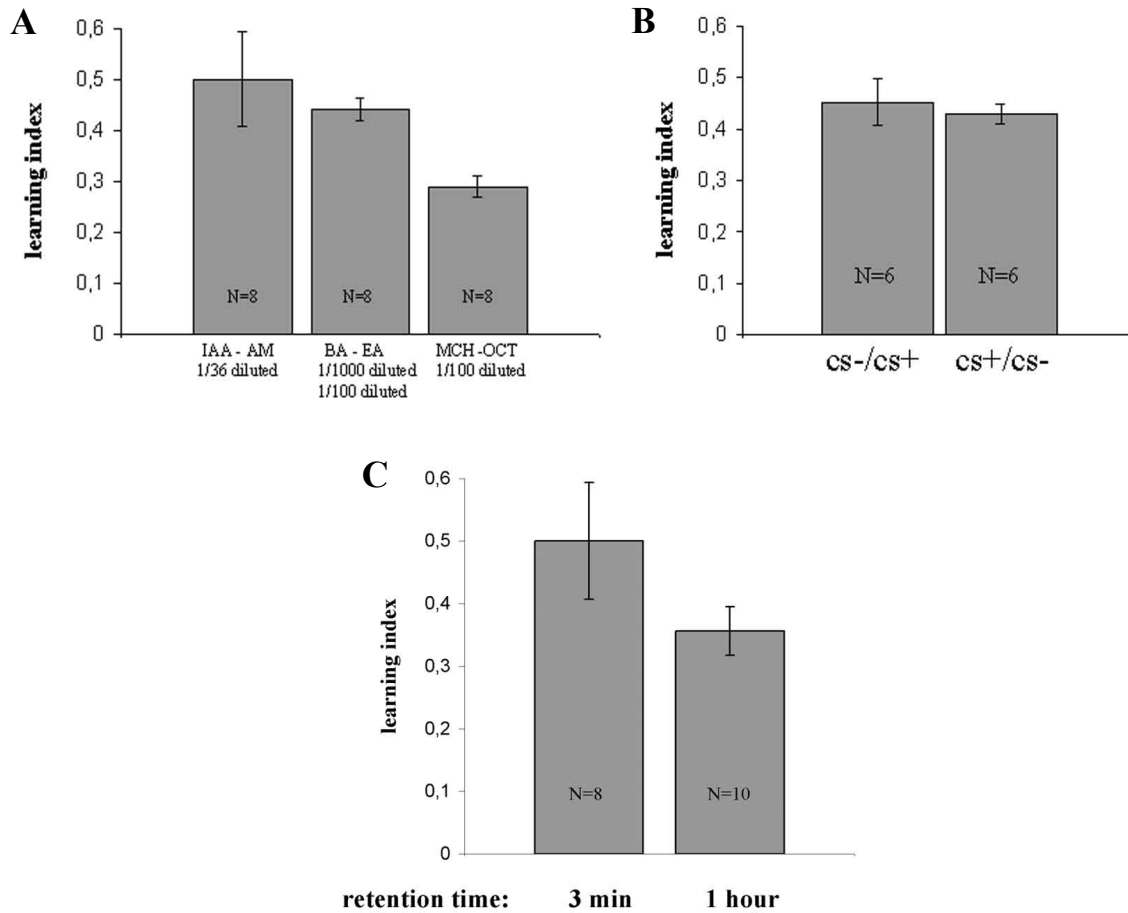 A
0,6
0,5
0,4
0,3
0,2
0,1
0
learning index
N=8
N=8
N=8
IAA - AM
1/36 diluted
BA - EA
1/1000 diluted
1/100 diluted
MCH -OCT
1/100 diluted
B
0,6
0,5
0,4
0,3
0,2
0,1
0
learning index
N=6
N=6
cs-/cs+
cs+/cs-
C
0,6
0,5
0,4
0,3
0,2
0,1
0
learning index
N=8
N=10
retention time: 3 min 1 hour